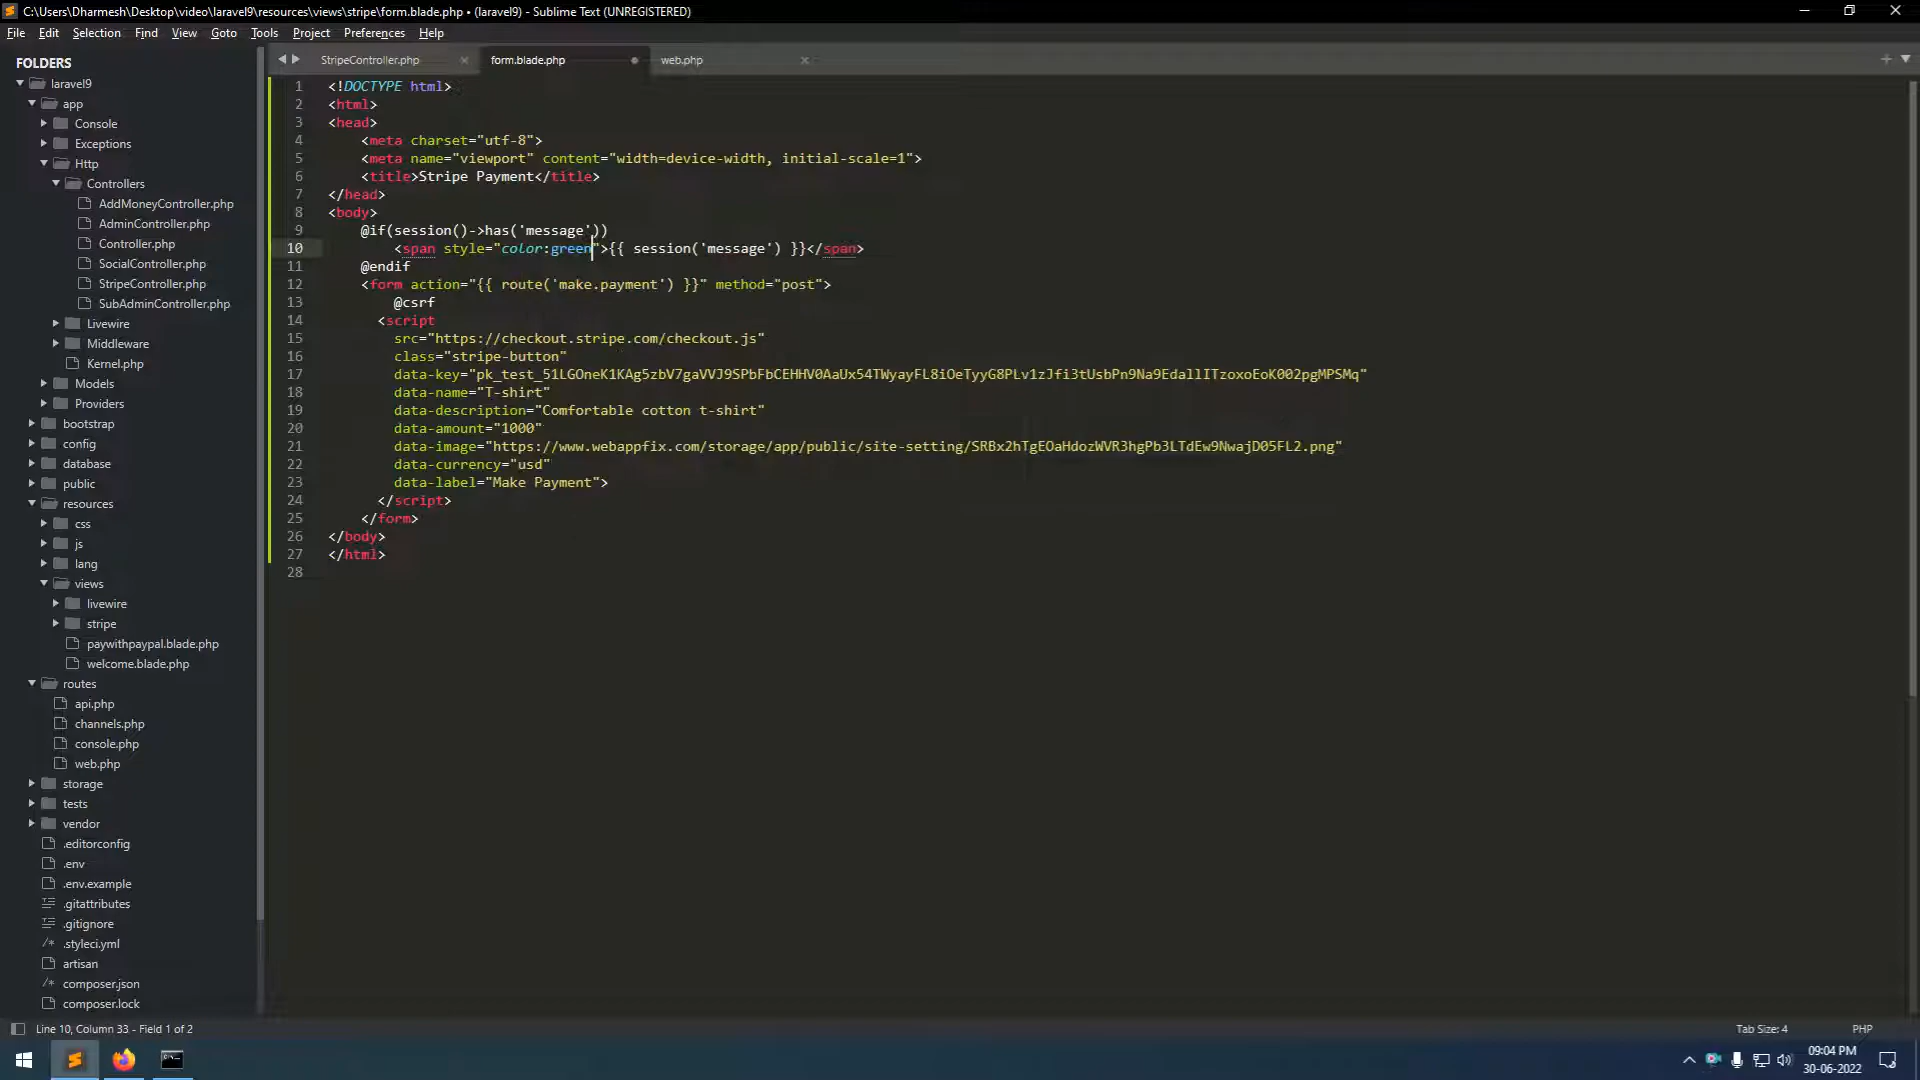 C:\Users\Dharmesh\Desktop\video\laravel9\resources\views\stripe\form.blade.php • (laravel9) - Sublime Text (UNREGISTERED)
File Edit Selection Find View Goto Tools Project Preferences Help
FOLDERS
laravel9
app
Console
Exceptions
Http
Controllers
AddMoneyController.php
AdminController.php
Controller.php
SocialController.php
StripeController.php
SubAdminController.php
Livewire
Middleware
Kernel.php
Models
Providers
bootstrap
config
database
public
resources
css
js
lang
views
livewire
stripe
paywithpaypal.blade.php
welcome.blade.php
routes
api.php
channels.php
console.php
web.php
storage
tests
vendor
.editorconfig
.env
.env.example
.gitattributes
.gitignore
.styleci.yml
artisan
composer.json
composer.lock
StripeController.php form.blade.php web.php
1 <!DOCTYPE html>
2 <html>
3 <head>
4 <meta charset="utf-8">
5 <meta name="viewport" content="width=device-width, initial-scale=1">
6 <title>Stripe Payment</title>
7 </head>
8 <body>
9 @if(session()->has('message'))
10 <span style="color:green">{{ session('message') }}</span>
11 @endif
12 <form action="{{ route('make.payment') }}" method="post">
13 @csrf
14 <script
15 src="https://checkout.stripe.com/checkout.js"
16 class="stripe-button"
17 data-key="pk_test_51LGOneK1KAg5zbV7gaVVJ9SPbFbCEHHV0AaUx54TWyayFL8iOeTyyG8PLv1zJfi3tUsbPn9Na9EdallITzoxoEoK002pgMPSMq"
18 data-name="T-shirt"
19 data-description="Comfortable cotton t-shirt"
20 data-amount="1000"
21 data-image="https://www.webappfix.com/storage/app/public/site-setting/SRBx2hTgEOaHdozWVR3hgPb3LTdEw9NwajD05FL2.png"
22 data-currency="usd"
23 data-label="Make Payment">
24 </script>
25 </form>
26 </body>
27 </html>
28
Line 10, Column 33 - Field 1 of 2
Tab Size: 4
PHP
09:04 PM
30-06-2022